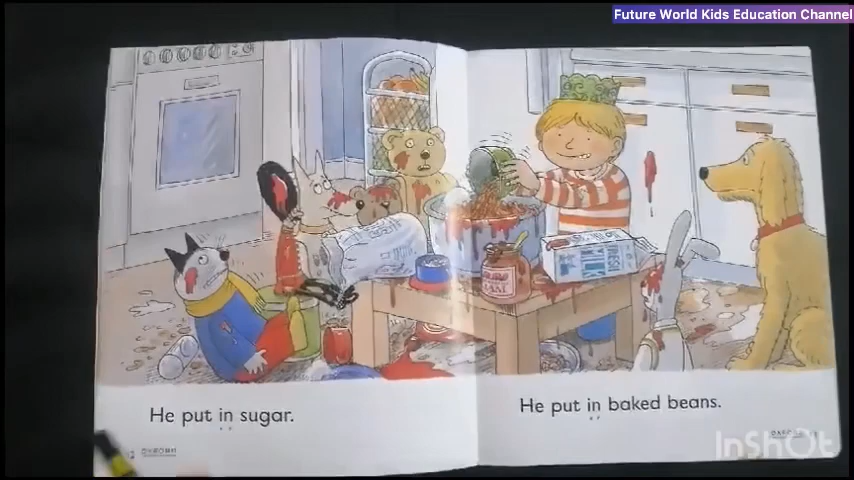 Future World Kids Education Channel
He put in sugar.
He put in baked beans.
InShOt